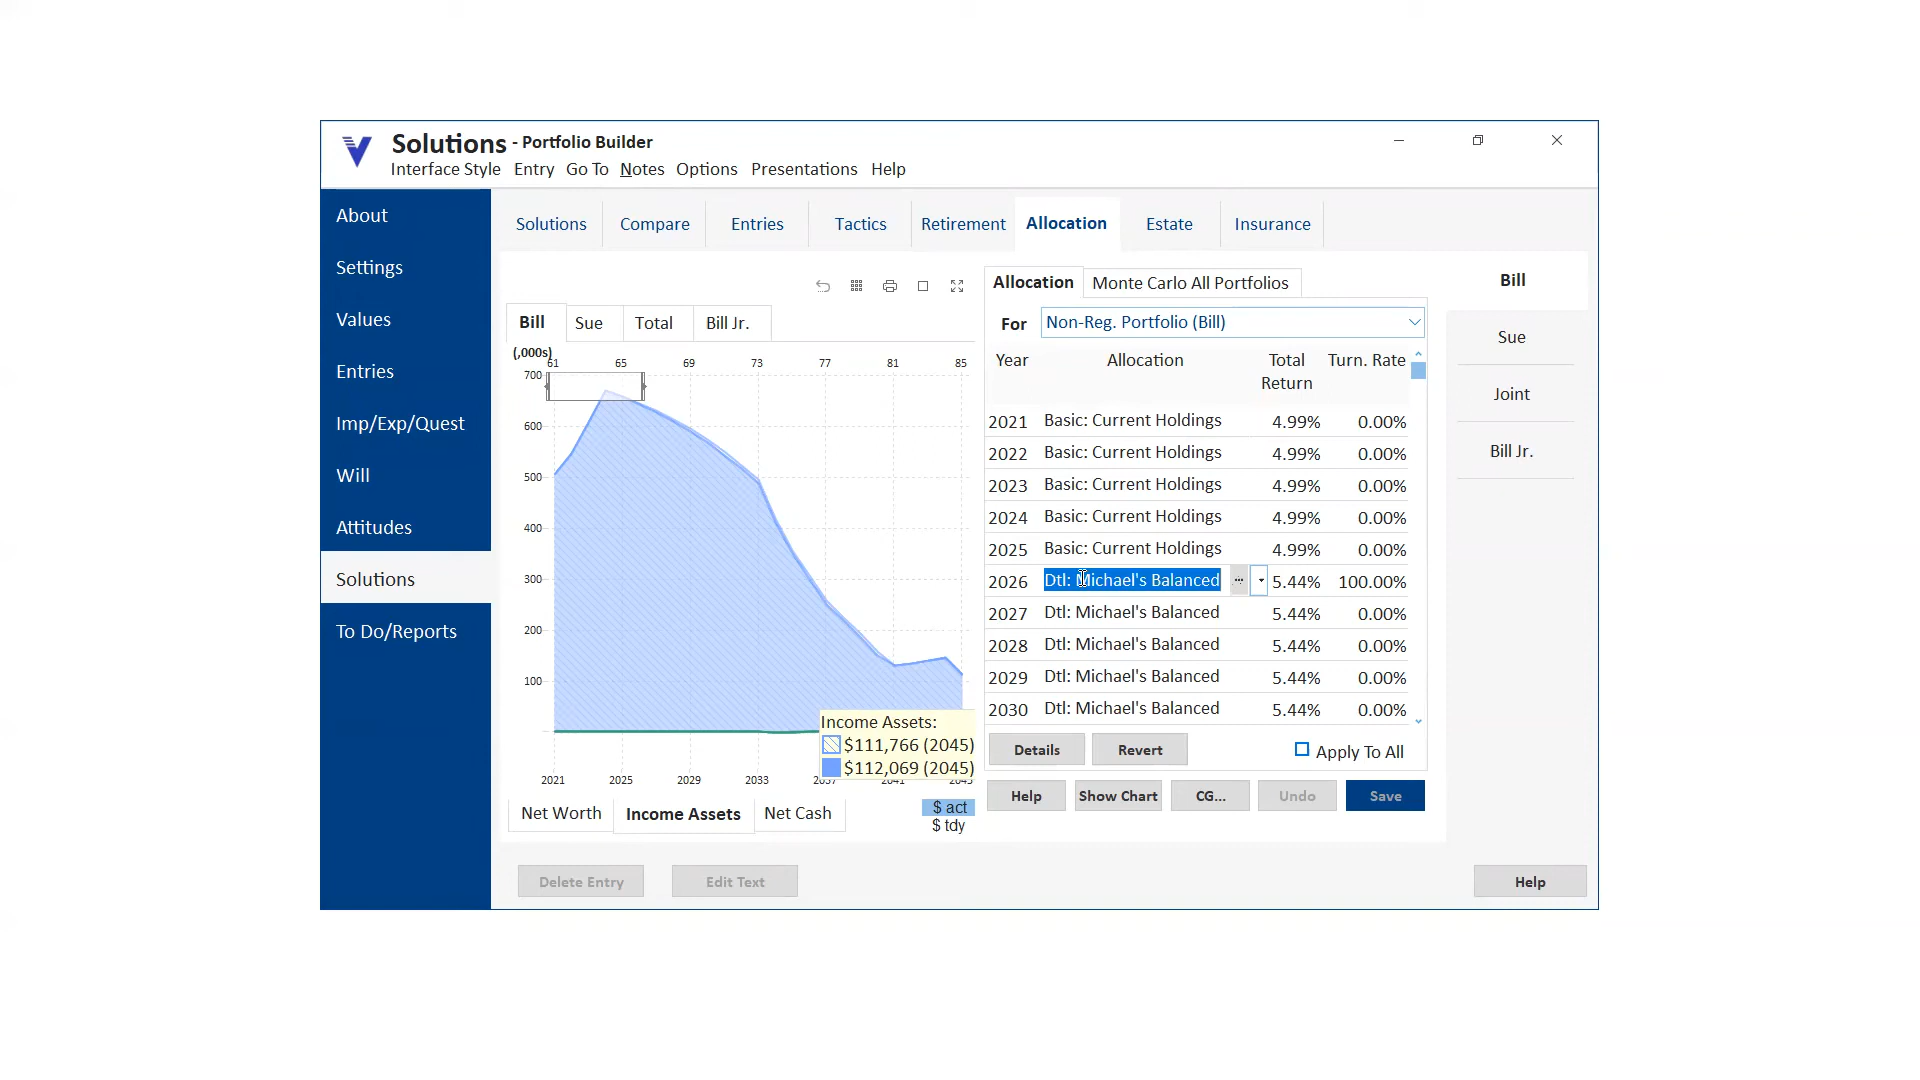 Solutions - Portfolio Builder
Interface Style Entry Go To Notes Options Presentations Help
About
Settings
Values
Entries
Imp/Exp/Quest
Will
Attitudes
Solutions
To Do/Reports
Solutions Compare Entries Tactics Retirement Allocation Estate Insurance
Bill Sue Total Bill Jr.
(,000s)
61 65 69 73 77 81 85
700
600
500
400
300
200
100
Income Assets:
$111,766 (2045)
$112,069 (2045)
2021 2025 2029 2033 2037 2041 2045
Net Worth Income Assets Net Cash
$ act
$ tdy
Allocation Monte Carlo All Portfolios
For Non-Reg. Portfolio (Bill)
Year Allocation Total Return Turn. Rate
2021 Basic: Current Holdings 4.99% 0.00%
2022 Basic: Current Holdings 4.99% 0.00%
2023 Basic: Current Holdings 4.99% 0.00%
2024 Basic: Current Holdings 4.99% 0.00%
2025 Basic: Current Holdings 4.99% 0.00%
2026 Dtl: Michael's Balanced ... 5.44% 100.00%
2027 Dtl: Michael's Balanced 5.44% 0.00%
2028 Dtl: Michael's Balanced 5.44% 0.00%
2029 Dtl: Michael's Balanced 5.44% 0.00%
2030 Dtl: Michael's Balanced 5.44% 0.00%
Details Revert Apply To All
Help Show Chart CG... Undo Save
Bill
Sue
Joint
Bill Jr.
Delete Entry Edit Text Help